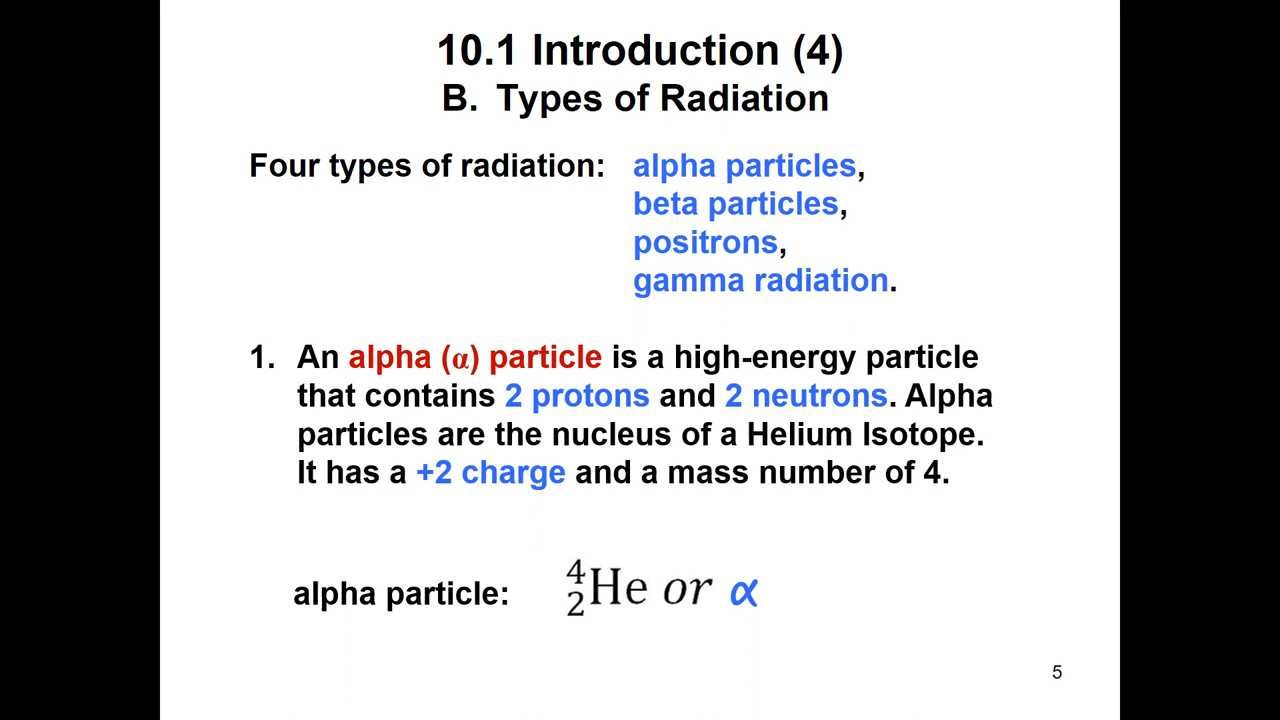 10.1 Introduction (4)
B. Types of Radiation
Four types of radiation: alpha particles,
beta particles,
positrons,
gamma radiation.
1. An alpha (α) particle is a high-energy particle
that contains 2 protons and 2 neutrons. Alpha
particles are the nucleus of a Helium Isotope.
It has a +2 charge and a mass number of 4.
alpha particle: ⁴₂He or α
5